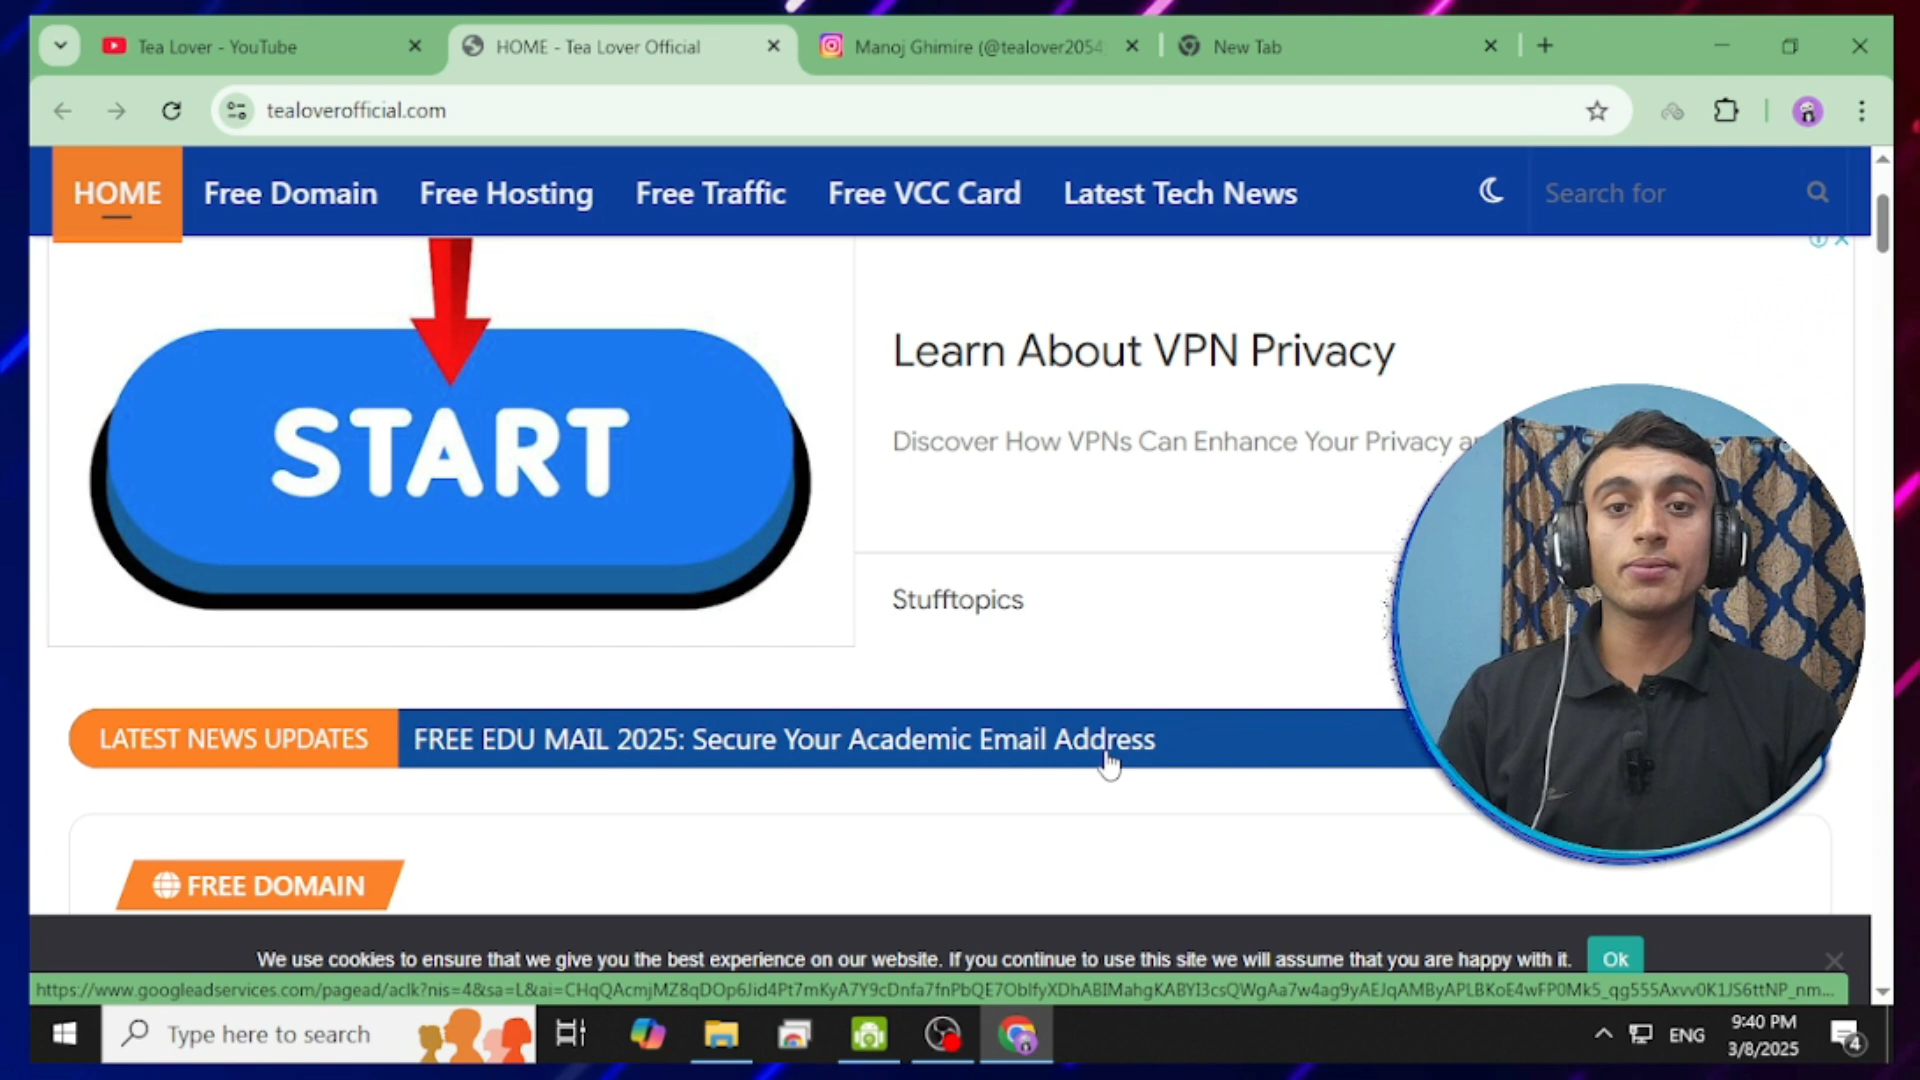 Tea Lover - YouTube
HOME - Tea Lover Official
Manoj Ghimire (@tealover2054
New Tab
tealoverofficial.com
HOME
Free Domain
Free Hosting
Free Traffic
Free VCC Card
Latest Tech News
Search for
START
Learn About VPN Privacy
Discover How VPNs Can Enhance Your Privacy a
Stufftopics
LATEST NEWS UPDATES
FREE EDU MAIL 2025: Secure Your Academic Email Address
FREE DOMAIN
We use cookies to ensure that we give you the best experience on our website. If you continue to use this site we will assume that you are happy with it.
Ok
Type here to search
ENG
9:40 PM
3/8/2025
4